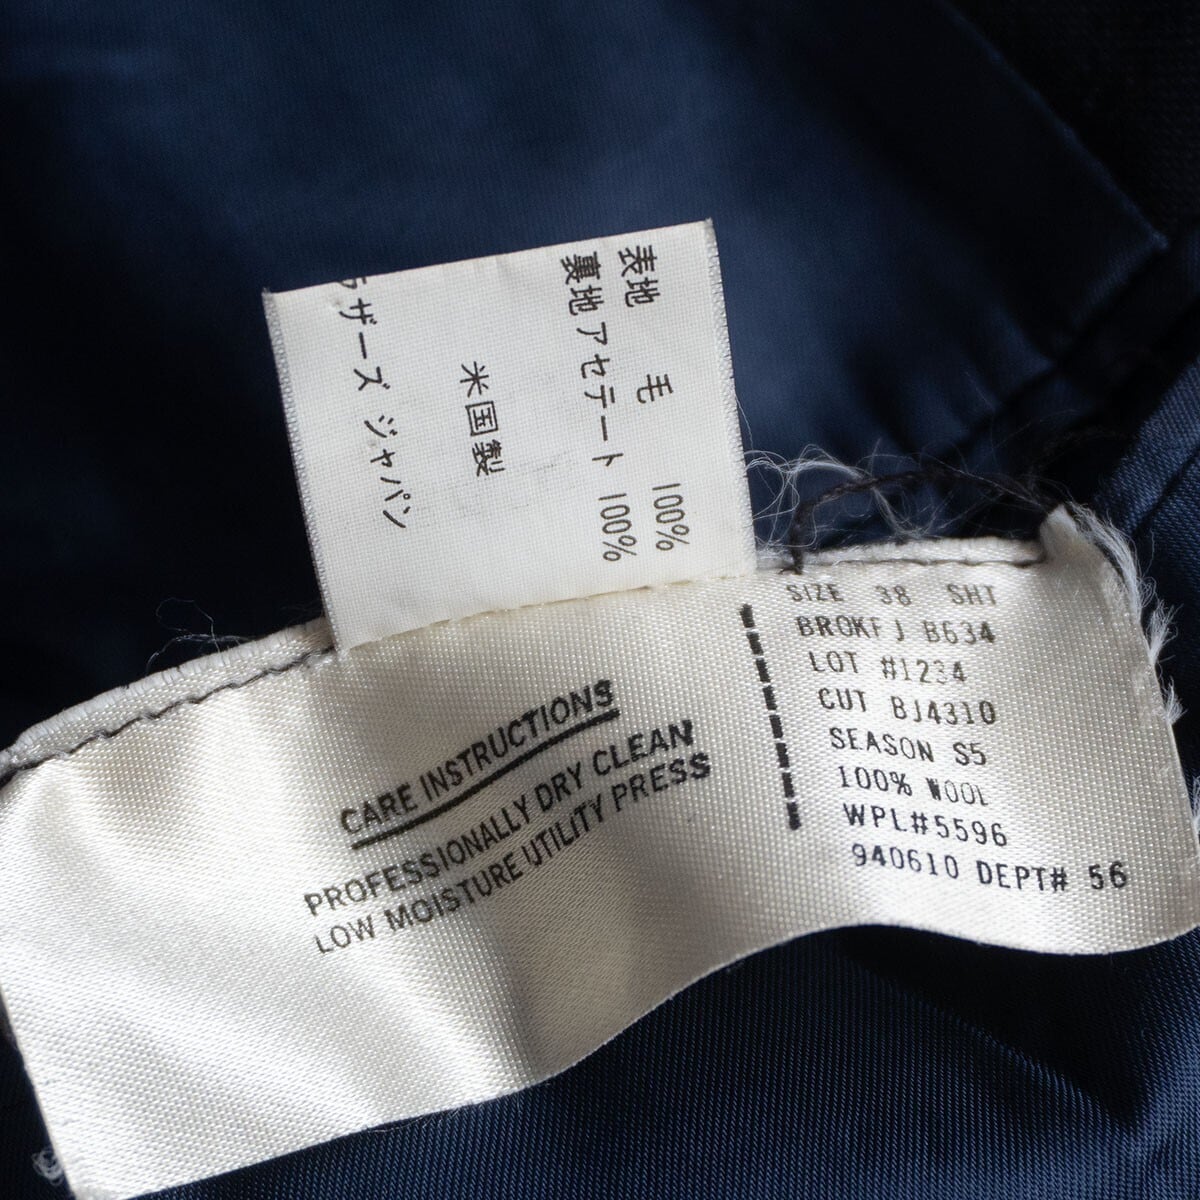 表地 毛 100%
裏地 アセテート 100%
米国製
ラザーズ ジャパン
CARE INSTRUCTIONS
PROFESSIONALLY DRY CLEAN
LOW MOISTURE UTILITY PRESS
SIZE 38 SHT
BROKFJ B634
LOT #1234
CUT BJ4310
SEASON S5
100% WOOL
WPL#5596
940610 DEPT# 56